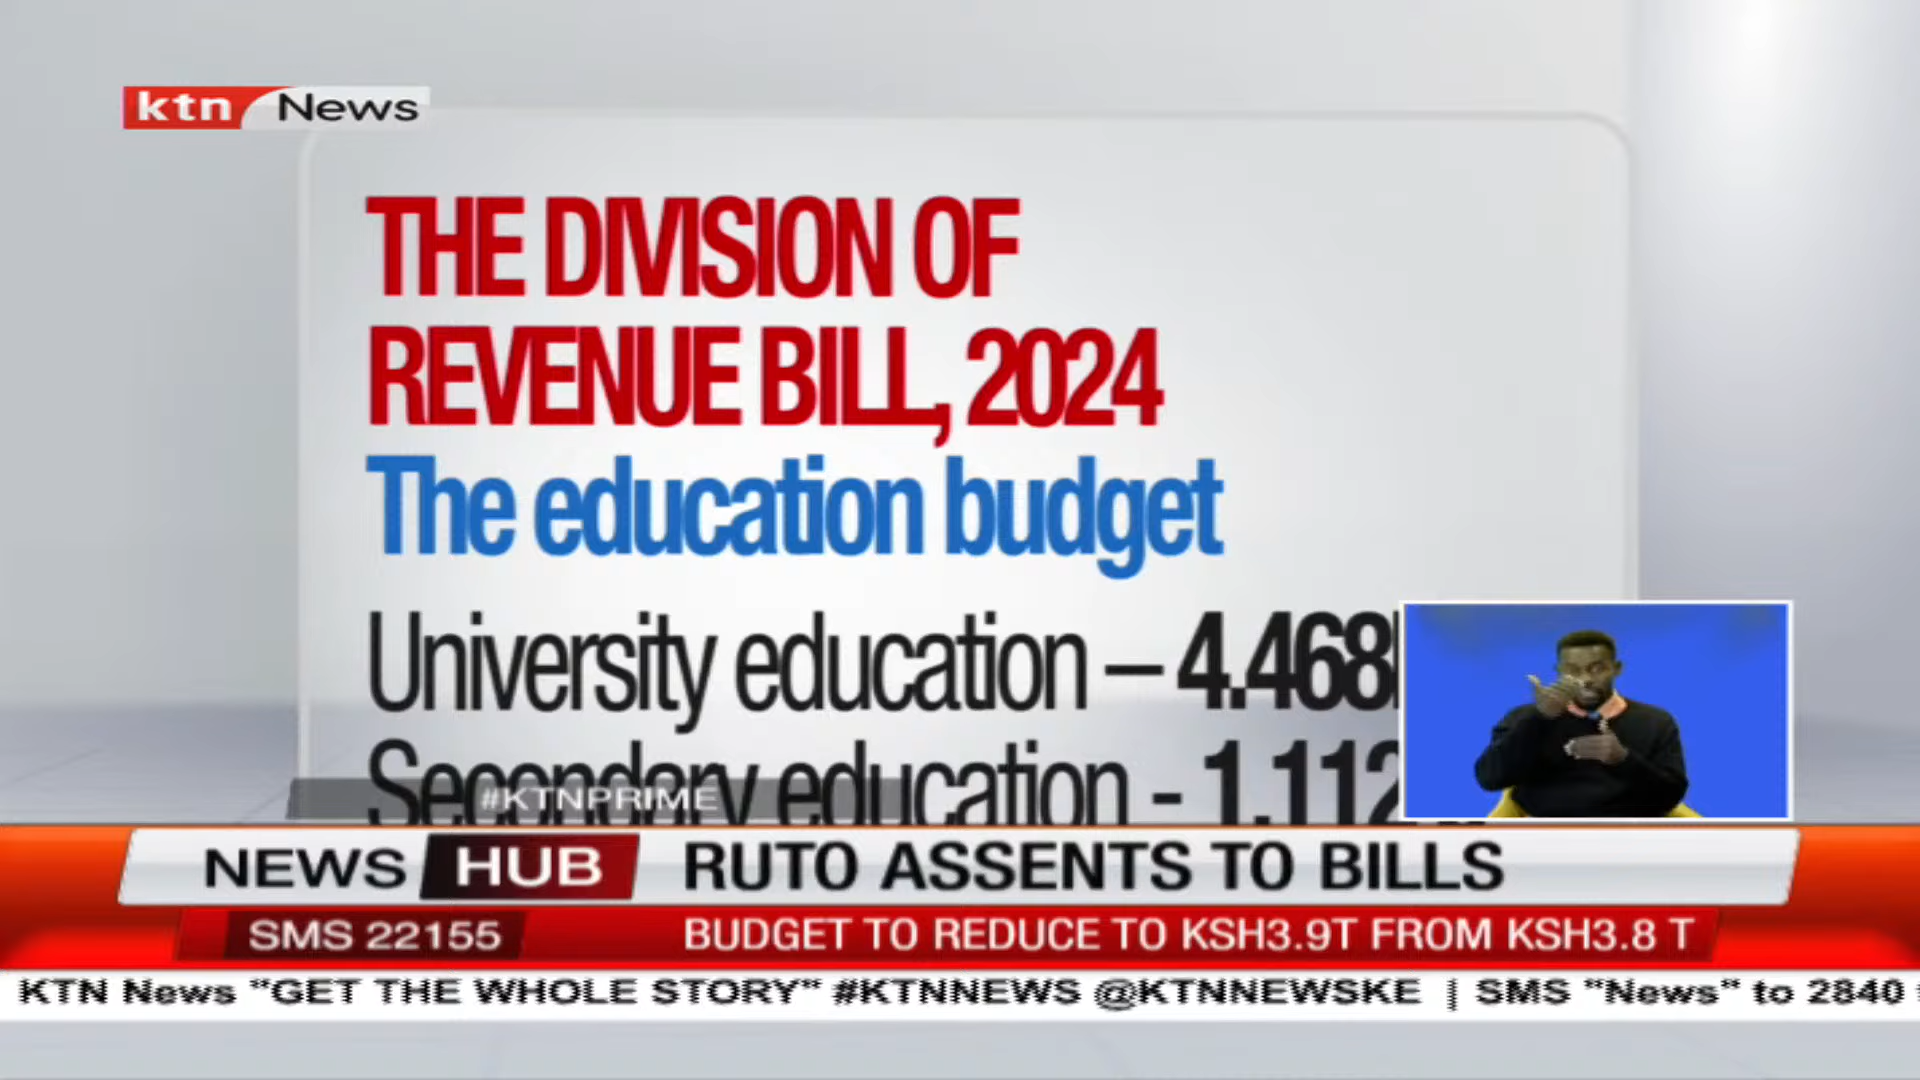 ktn News
THE DIVISION OF
REVENUE BILL, 2024
The education budget
University education – 4.468
Secondary education - 1.112
#KTNPRIME
NEWS HUB RUTO ASSENTS TO BILLS
SMS 22155 BUDGET TO REDUCE TO KSH3.9T FROM KSH3.8 T
KTN News "GET THE WHOLE STORY" #KTNNEWS @KTNNEWSKE | SMS "News" to 2840